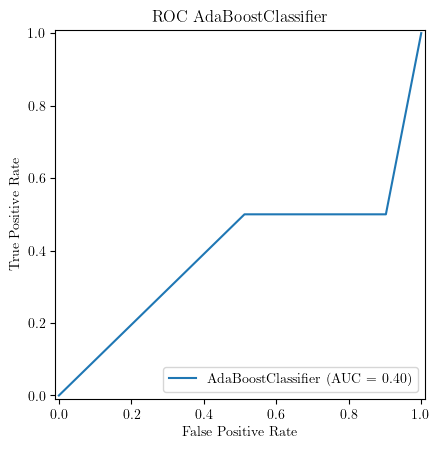 ROC AdaBoostClassifier
True Positive Rate
1.0
0.8
0.6
0.4
0.2
0.0
AdaBoostClassifier (AUC = 0.40)
0.0 0.2 0.4 0.6 0.8 1.0
False Positive Rate